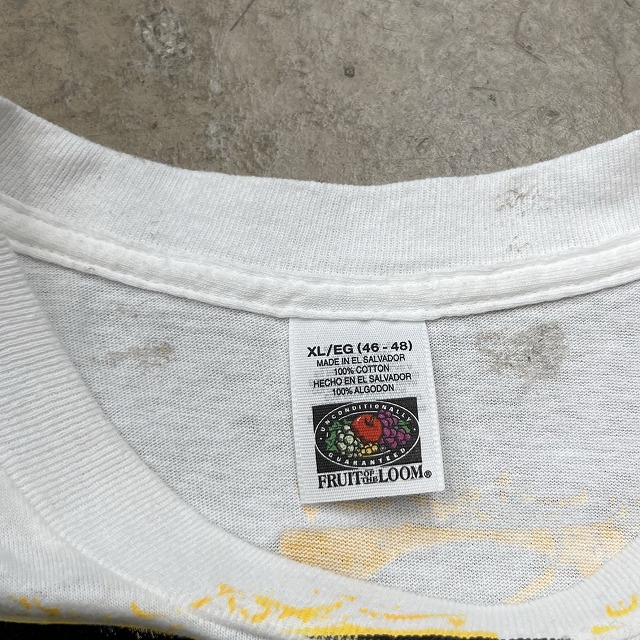 XL/EG (46 - 48)
MADE IN EL SALVADOR
100% COTTON
HECHO EN EL SALVADOR
100% ALGODON
UNCONDITIONALLY
GUARANTEED
FRUIT OF THE LOOM®